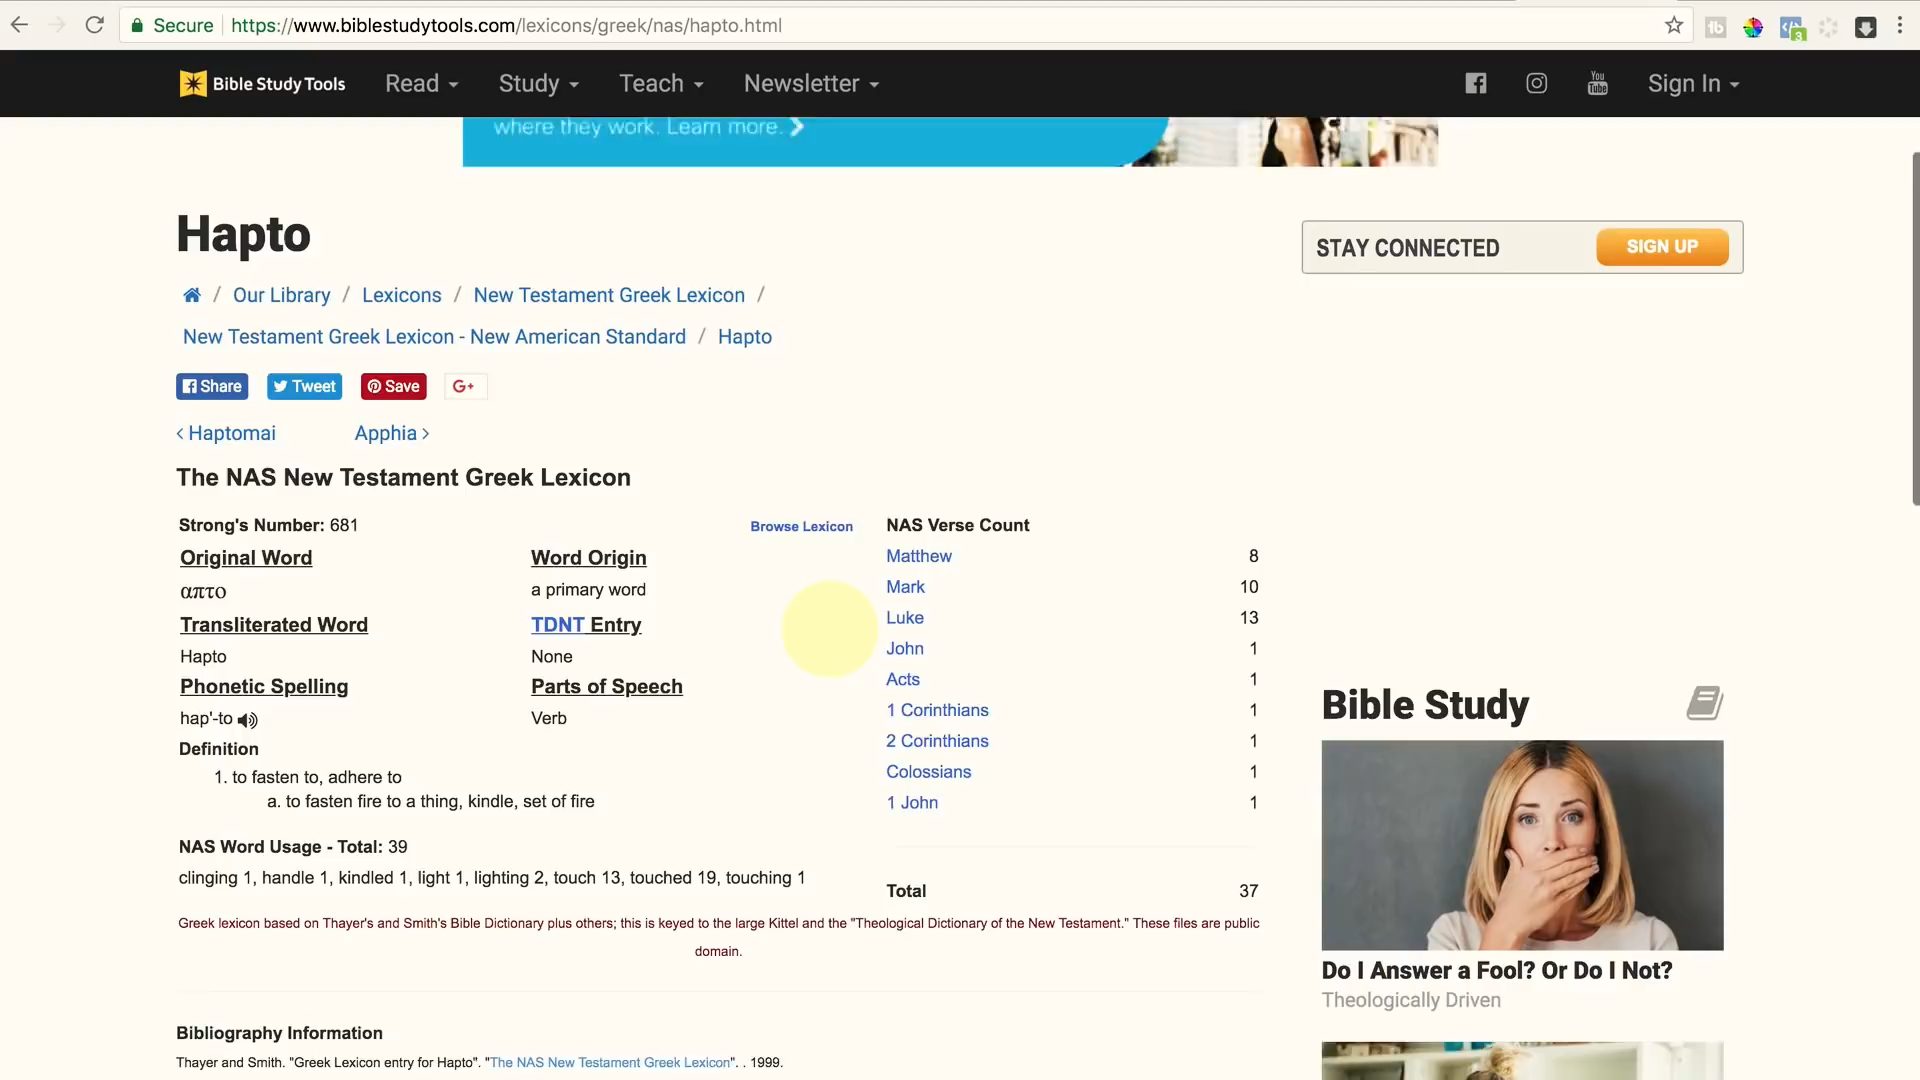 Secure https://www.biblestudytools.com/lexicons/greek/nas/hapto.html
3
Bible Study Tools Read Study Teach Newsletter You Tube Sign In
where they work. Learn more.
Hapto
STAY CONNECTED SIGN UP
/ Our Library / Lexicons / New Testament Greek Lexicon /
New Testament Greek Lexicon - New American Standard / Hapto
Share Tweet Save G+
‹ Haptomai Apphia ›
The NAS New Testament Greek Lexicon
Strong's Number: 681 Browse Lexicon
Original Word Word Origin
απτο a primary word
Transliterated Word TDNT Entry
Hapto None
Phonetic Spelling Parts of Speech
hap'-to Verb
Definition
1. to fasten to, adhere to
a. to fasten fire to a thing, kindle, set of fire
NAS Word Usage - Total: 39
clinging 1, handle 1, kindled 1, light 1, lighting 2, touch 13, touched 19, touching 1
NAS Verse Count
Matthew 8
Mark 10
Luke 13
John 1
Acts 1
1 Corinthians 1
2 Corinthians 1
Colossians 1
1 John 1
Total 37
Greek lexicon based on Thayer's and Smith's Bible Dictionary plus others; this is keyed to the large Kittel and the "Theological Dictionary of the New Testament." These files are public
domain.
Bibliography Information
Thayer and Smith. "Greek Lexicon entry for Hapto". "The NAS New Testament Greek Lexicon". . 1999.
Bible Study
Do I Answer a Fool? Or Do I Not?
Theologically Driven